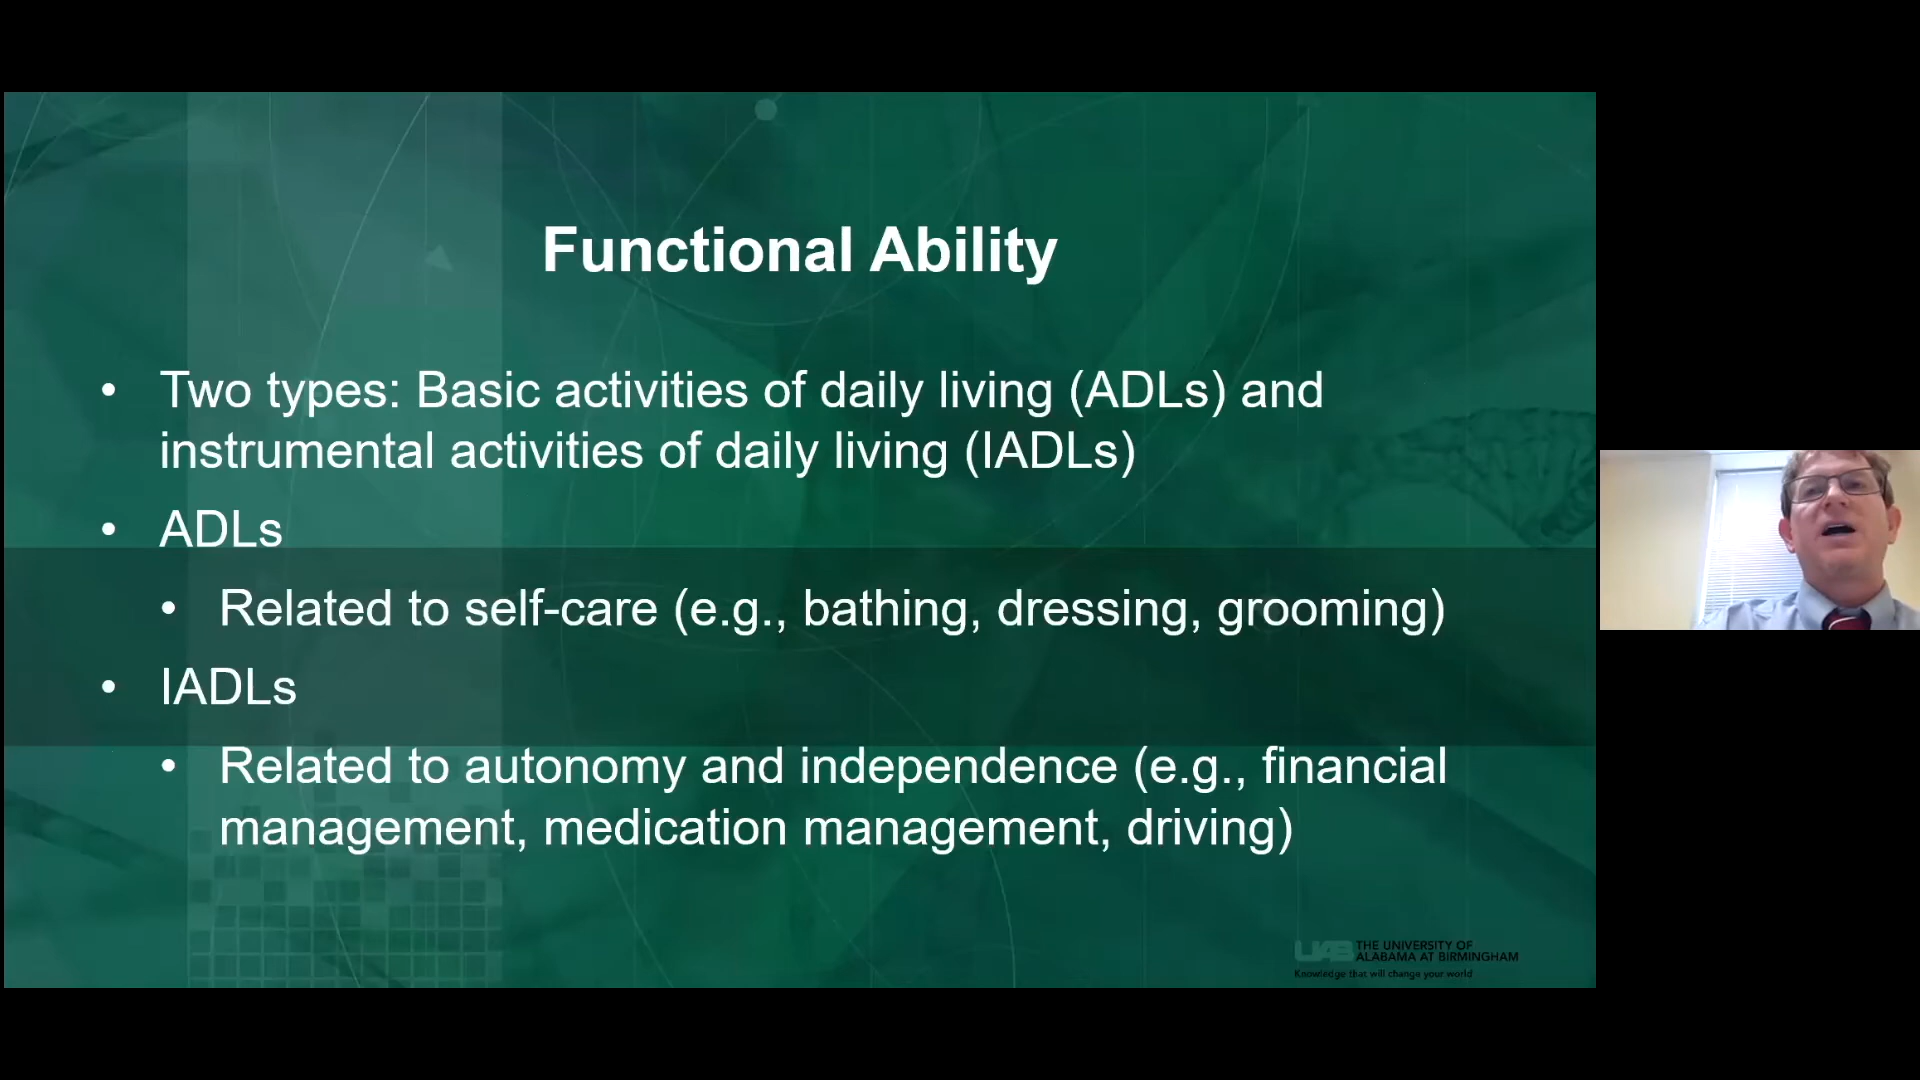 Functional Ability
• Two types: Basic activities of daily living (ADLs) and
instrumental activities of daily living (IADLs)
• ADLs
• Related to self-care (e.g., bathing, dressing, grooming)
• IADLs
• Related to autonomy and independence (e.g., financial
management, medication management, driving)
UAB THE UNIVERSITY OF
ALABAMA AT BIRMINGHAM
Knowledge that will change your world